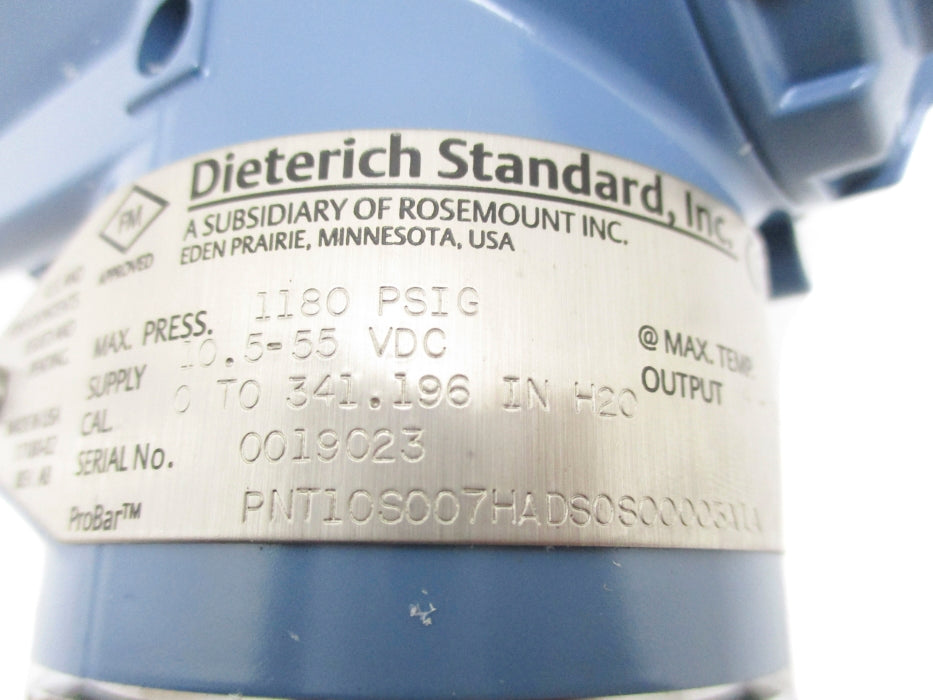 Dieterich Standard, Inc.
A SUBSIDIARY OF ROSEMOUNT INC.
EDEN PRAIRIE, MINNESOTA, USA
FM
APPROVED
MAX. PRESS. 1180 PSIG @ MAX. TEMP.
SUPPLY 10.5-55 VDC OUTPUT
CAL. 0 TO 341.196 IN H2O
SERIAL No. 0019023
ProBar™